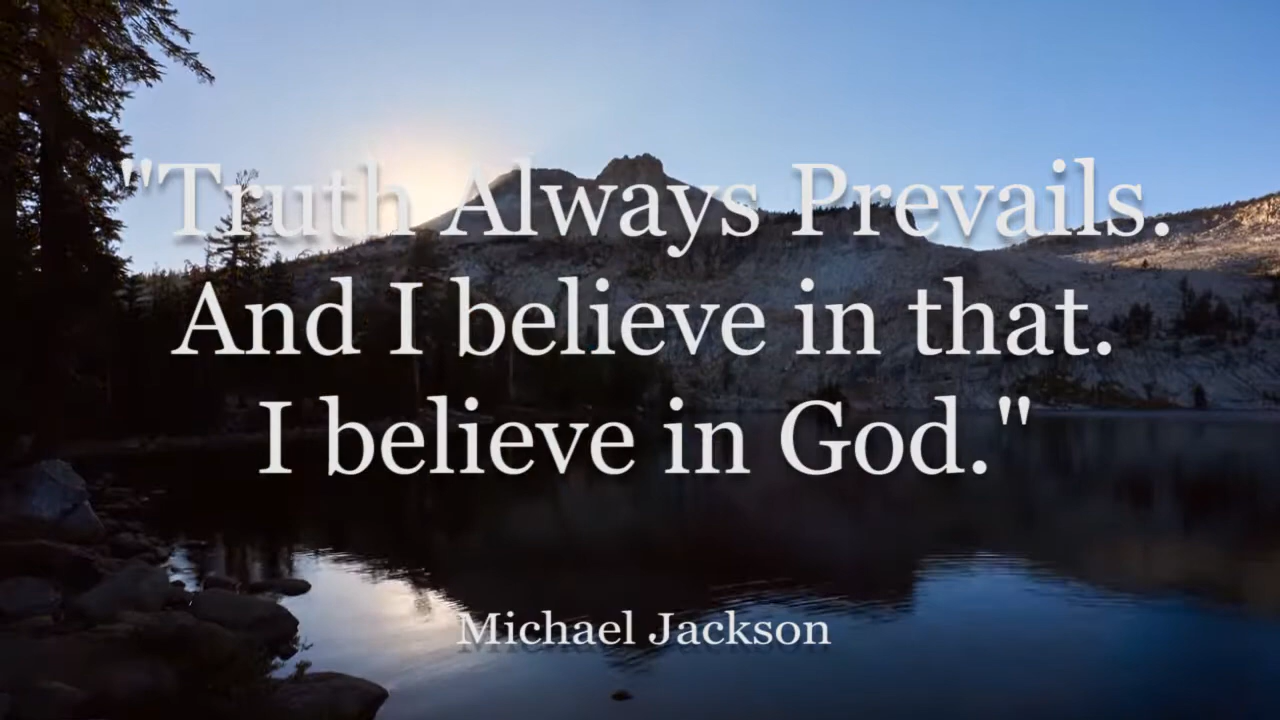 "Truth Always Prevails.
And I believe in that.
I believe in God."
Michael Jackson